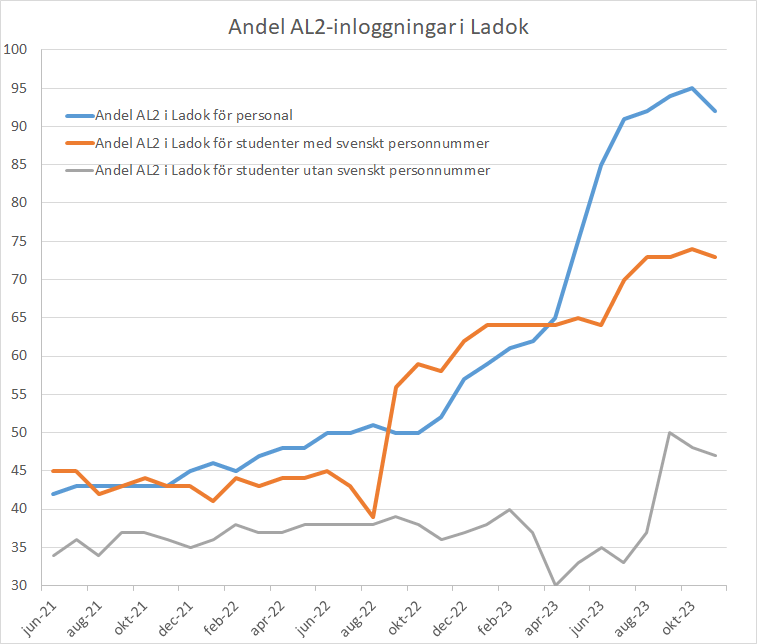 Andel AL2-inloggningar i Ladok
100
95
90
85
80
75
70
65
60
55
50
45
40
35
30
Andel AL2 i Ladok för personal
Andel AL2 i Ladok för studenter med svenskt personnummer
Andel AL2 i Ladok för studenter utan svenskt personnummer
jun-21
aug-21
okt-21
dec-21
feb-22
apr-22
jun-22
aug-22
okt-22
dec-22
feb-23
apr-23
jun-23
aug-23
okt-23